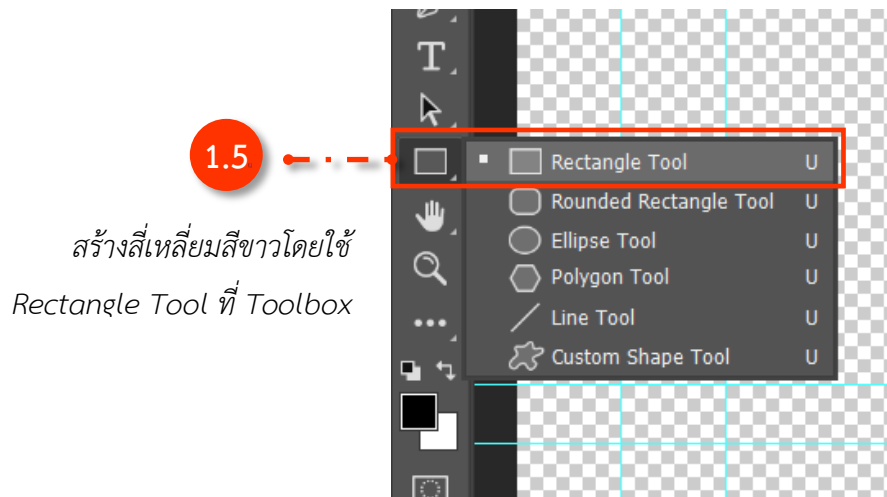 1.5
สร้างสี่เหลี่ยมสีขาวโดยใช้
Rectangle Tool ที่ Toolbox
T
Rectangle Tool U
Rounded Rectangle Tool U
Ellipse Tool U
Polygon Tool U
Line Tool U
Custom Shape Tool U